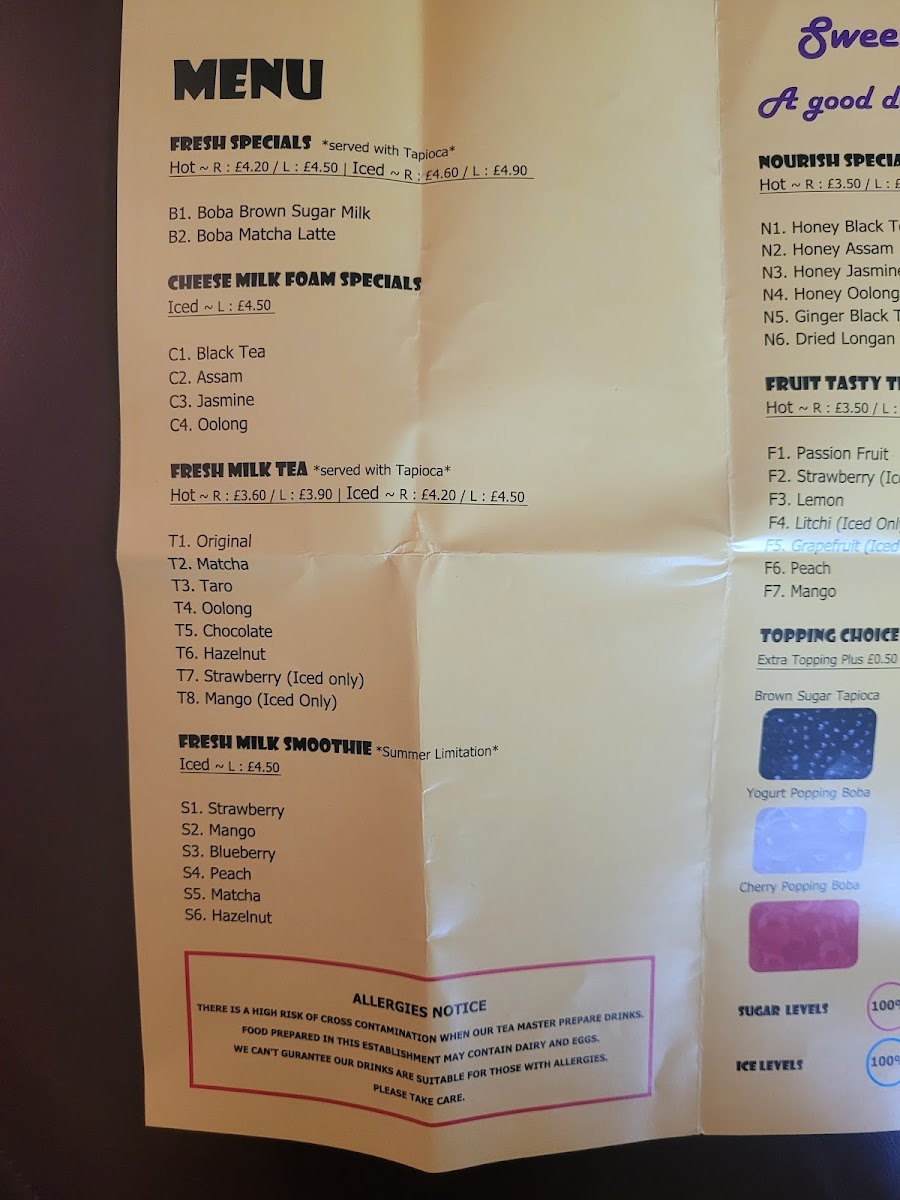 MENU
FRESH SPECIALS *served with Tapioca*
Hot ~ R : £4.20 / L : £4.50 | Iced ~ R : £4.60 / L : £4.90
B1. Boba Brown Sugar Milk
B2. Boba Matcha Latte
CHEESE MILK FOAM SPECIALS
Iced ~ L : £4.50
C1. Black Tea
C2. Assam
C3. Jasmine
C4. Oolong
FRESH MILK TEA *served with Tapioca*
Hot ~ R : £3.60 / L : £3.90 | Iced ~ R : £4.20 / L : £4.50
T1. Original
T2. Matcha
T3. Taro
T4. Oolong
T5. Chocolate
T6. Hazelnut
T7. Strawberry (Iced only)
T8. Mango (Iced Only)
FRESH MILK SMOOTHIE *Summer Limitation*
Iced ~ L : £4.50
S1. Strawberry
S2. Mango
S3. Blueberry
S4. Peach
S5. Matcha
S6. Hazelnut
ALLERGIES NOTICE
THERE IS A HIGH RISK OF CROSS CONTAMINATION WHEN OUR TEA MASTER PREPARE DRINKS.
FOOD PREPARED IN THIS ESTABLISHMENT MAY CONTAIN DAIRY AND EGGS.
WE CAN'T GURANTEE OUR DRINKS ARE SUITABLE FOR THOSE WITH ALLERGIES.
PLEASE TAKE CARE.
Swee
A good d
NOURISH SPECIA
Hot ~ R : £3.50 / L : £
N1. Honey Black T
N2. Honey Assam
N3. Honey Jasmine
N4. Honey Oolong
N5. Ginger Black T
N6. Dried Longan
FRUIT TASTY T
Hot ~ R : £3.50 / L :
F1. Passion Fruit
F2. Strawberry (Ic
F3. Lemon
F4. Litchi (Iced Onl
F5. Grapefruit (Iced
F6. Peach
F7. Mango
TOPPING CHOICE
Extra Topping Plus £0.50
Brown Sugar Tapioca
Yogurt Popping Boba
Cherry Popping Boba
SUGAR LEVELS 100%
ICE LEVELS 100%